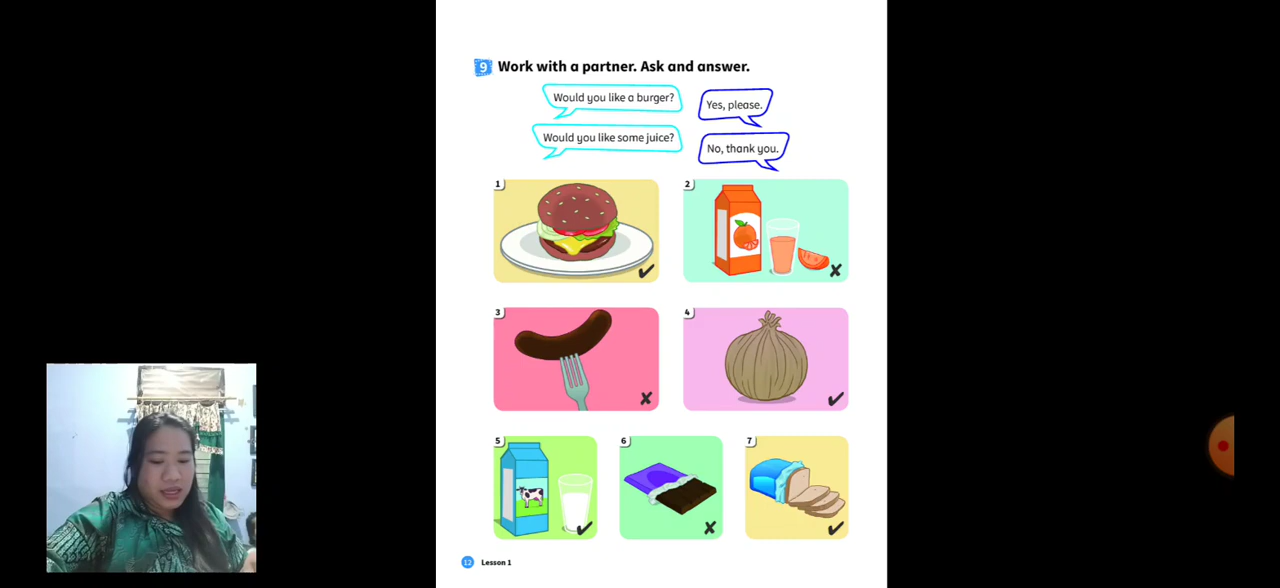 9 Work with a partner. Ask and answer.
Would you like a burger?
Yes, please.
Would you like some juice?
No, thank you.
1
2
3
4
5
6
7
12 Lesson 1